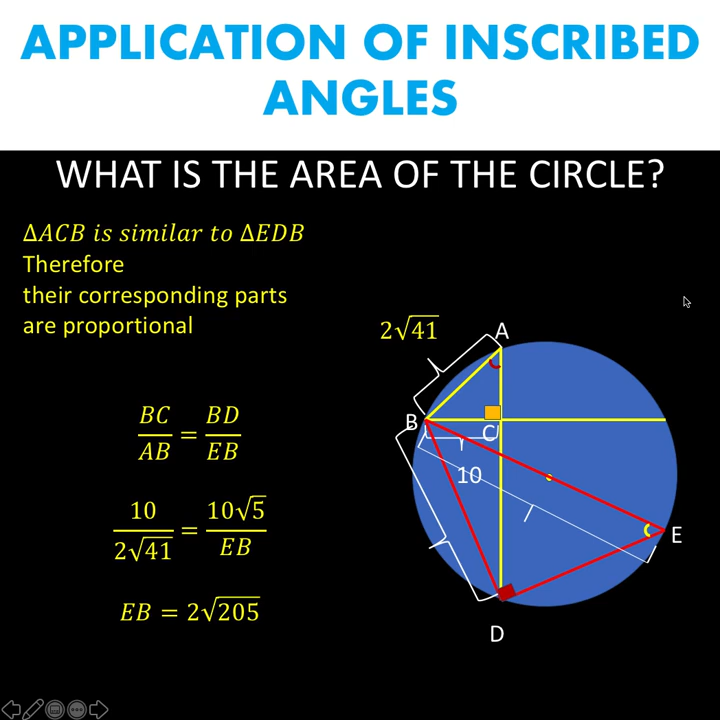 APPLICATION OF INSCRIBED
ANGLES
WHAT IS THE AREA OF THE CIRCLE?
ΔACB is similar to ΔEDB
Therefore
their corresponding parts
are proportional
BC/AB = BD/EB
10/2√41 = 10√5/EB
EB = 2√205
2√41
A
B
C
10
E
D